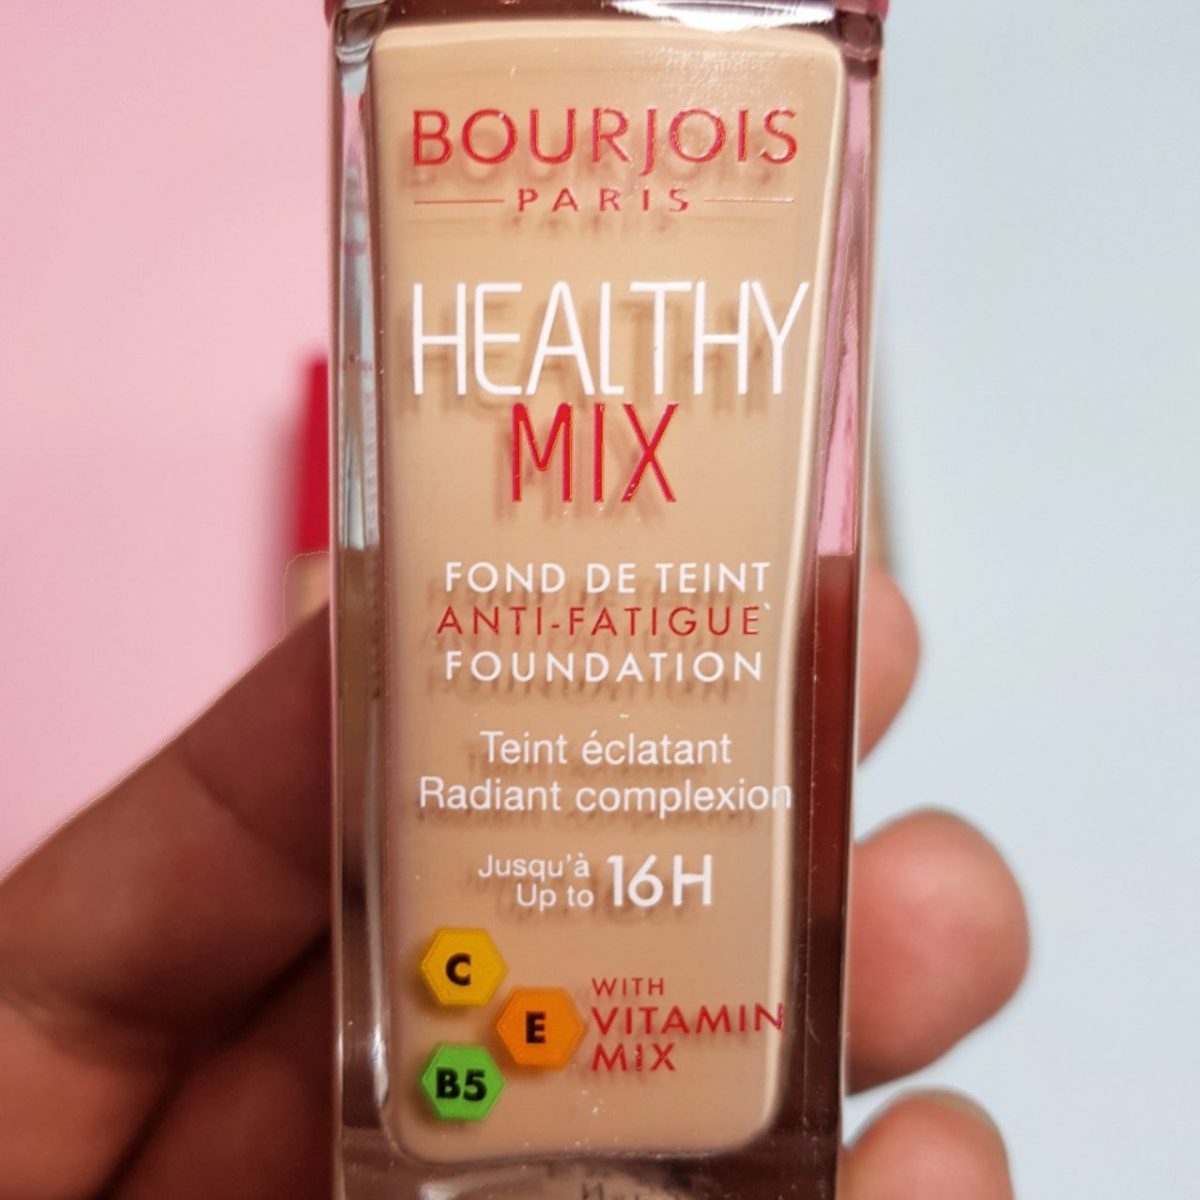 BOURJOIS
PARIS
HEALTHY
MIX
FOND DE TEINT
ANTI-FATIGUE
FOUNDATION
Teint éclatant
Radiant complexion
Jusqu'à
Up to 16H
C
E
B5
WITH
VITAMIN
MIX